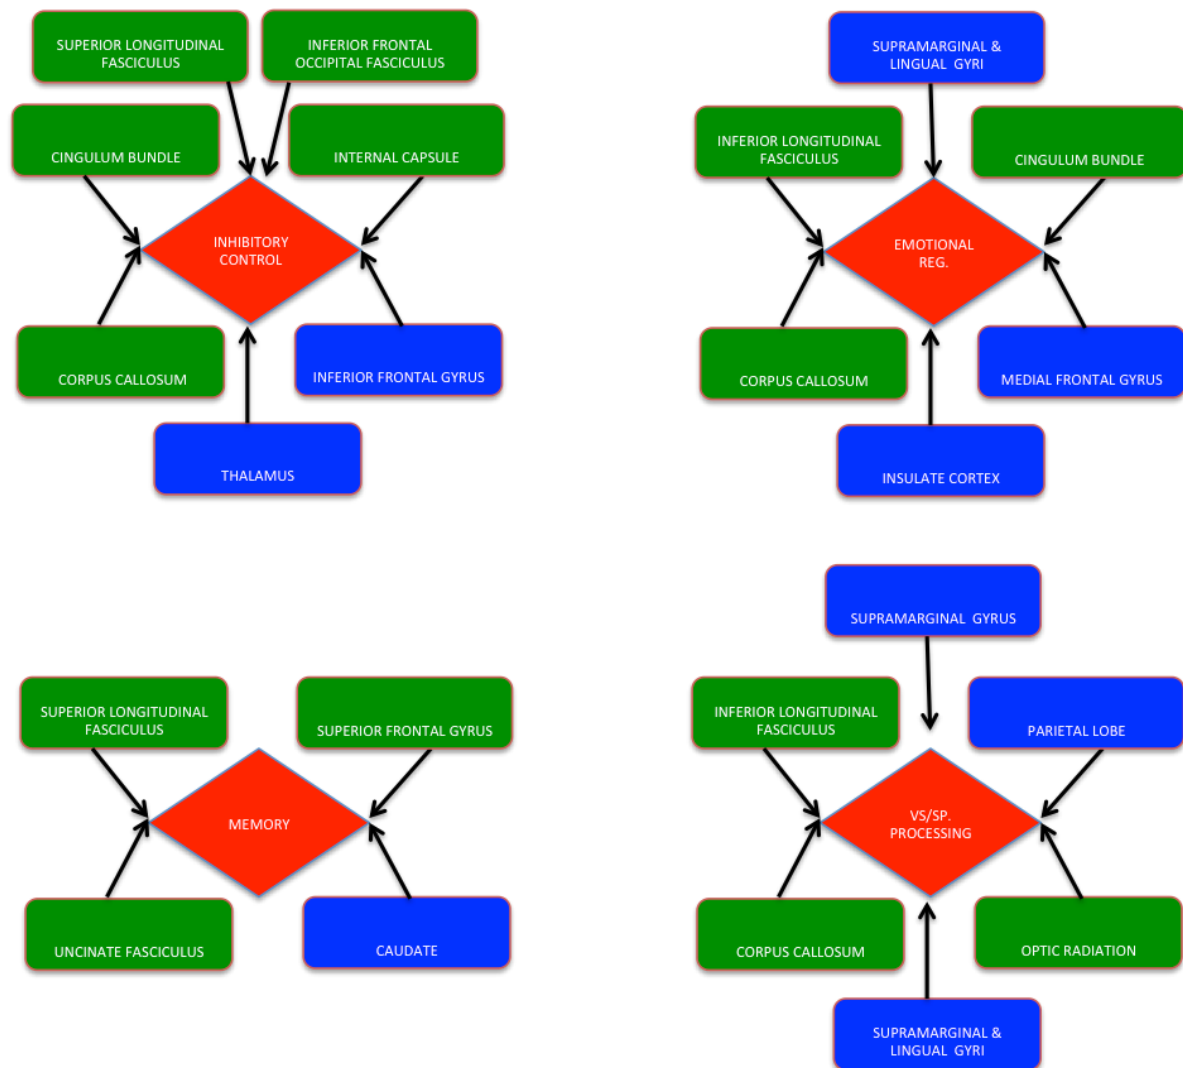 SUPERIOR LONGITUDINAL
FASCICULUS
INFERIOR FRONTAL
OCCIPITAL FASCICULUS
CINGULUM BUNDLE
INTERNAL CAPSULE
INHIBITORY
CONTROL
CORPUS CALLOSUM
INFERIOR FRONTAL GYRUS
THALAMUS
SUPRAMARGINAL &
LINGUAL GYRI
INFERIOR LONGITUDINAL
FASCICULUS
CINGULUM BUNDLE
EMOTIONAL
REG.
CORPUS CALLOSUM
MEDIAL FRONTAL GYRUS
INSULATE CORTEX
SUPERIOR LONGITUDINAL
FASCICULUS
SUPERIOR FRONTAL GYRUS
MEMORY
UNCINATE FASCICULUS
CAUDATE
SUPRAMARGINAL GYRUS
INFERIOR LONGITUDINAL
FASCICULUS
PARIETAL LOBE
VS/SP.
PROCESSING
CORPUS CALLOSUM
OPTIC RADIATION
SUPRAMARGINAL &
LINGUAL GYRI